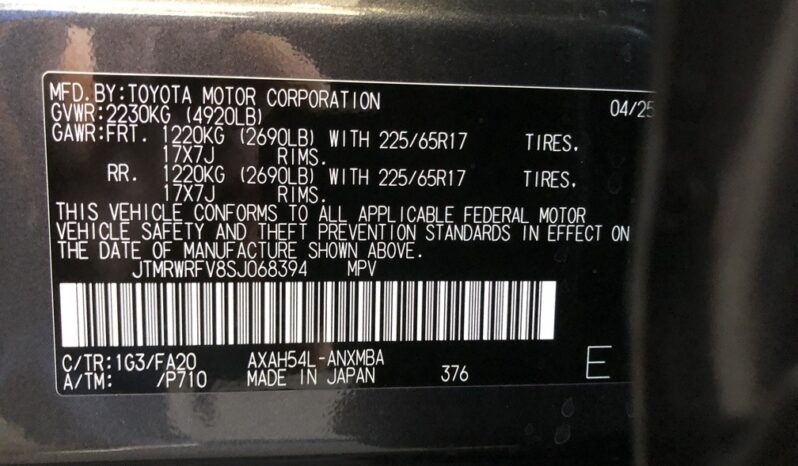 MFD.BY:TOYOTA MOTOR CORPORATION 04/25
GVWR:2230KG (4920LB)
GAWR:FRT. 1220KG (2690LB) WITH 225/65R17 TIRES.
17X7J RIMS.
RR. 1220KG (2690LB) WITH 225/65R17 TIRES.
17X7J RIMS.
THIS VEHICLE CONFORMS TO ALL APPLICABLE FEDERAL MOTOR
VEHICLE SAFETY AND THEFT PREVENTION STANDARDS IN EFFECT ON
THE DATE OF MANUFACTURE SHOWN ABOVE.
JTMRWRFV8SJ068394 MPV
C/TR:1G3/FA20 AXAH54L-ANXMBA
A/TM: /P710 MADE IN JAPAN 376 E